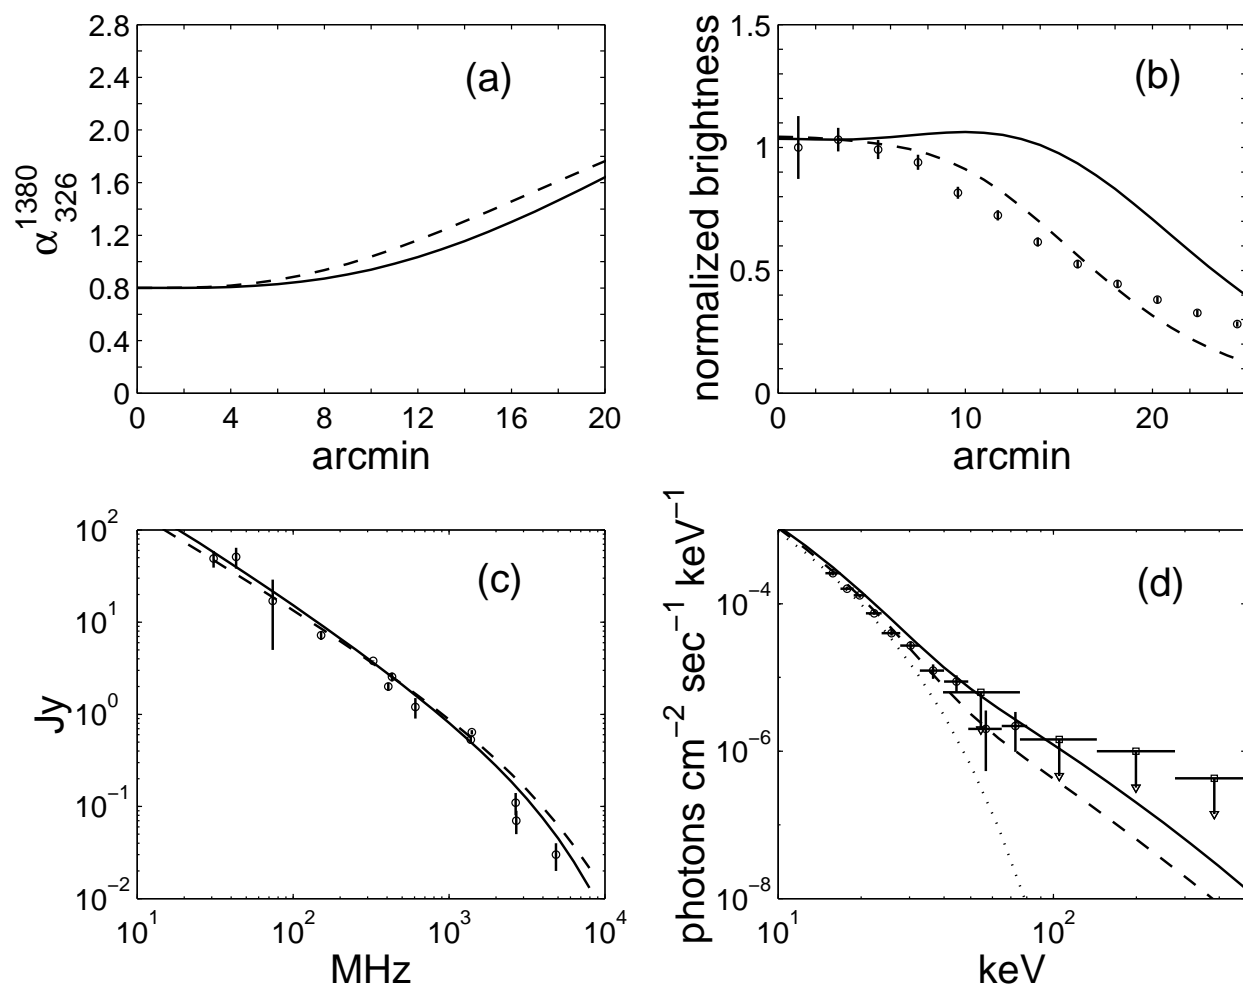 α 1380 326
2.8
2.4
2.0
1.6
1.2
0.8
0.4
0
0 4 8 12 16 20
arcmin
(a)
normalized brightness
1.5
1
0.5
0
0 10 20
arcmin
(b)
Jy
10^2
10^1
10^0
10^−1
10^−2
10^1 10^2 10^3 10^4
MHz
(c)
photons cm^−2 sec^−1 keV^−1
10^−4
10^−6
10^−8
10^1 10^2
keV
(d)